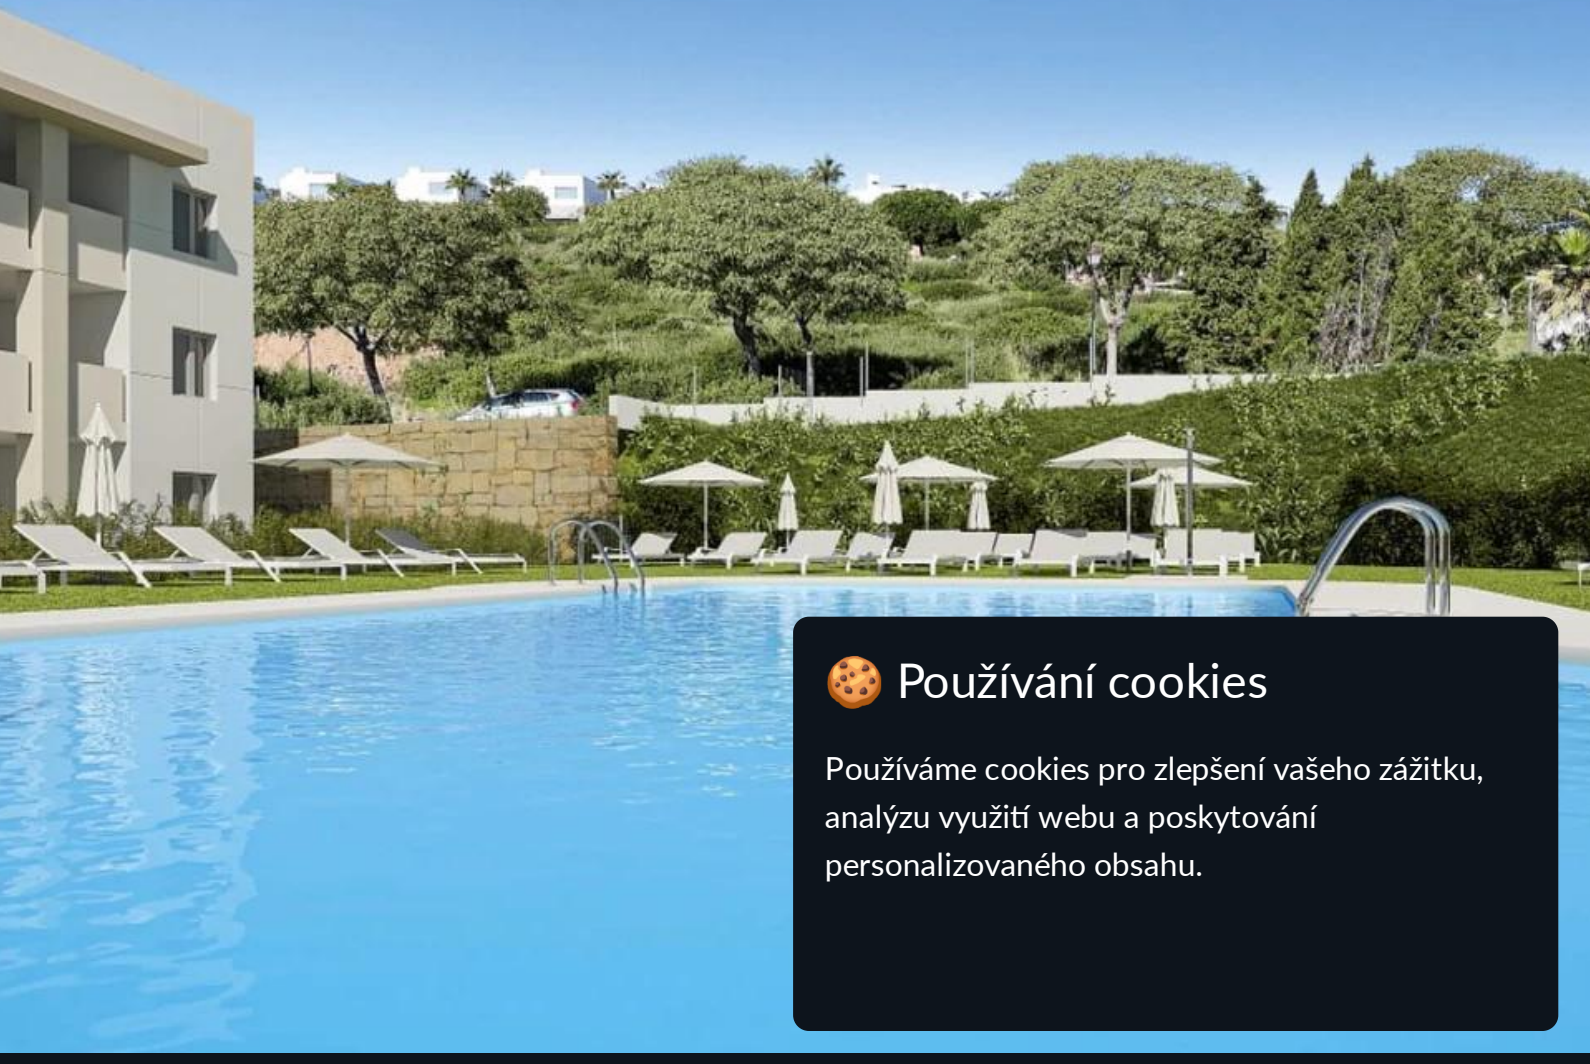 🍪 Používání cookies
Používáme cookies pro zlepšení vašeho zážitku,
analýzu využití webu a poskytování
personalizovaného obsahu.